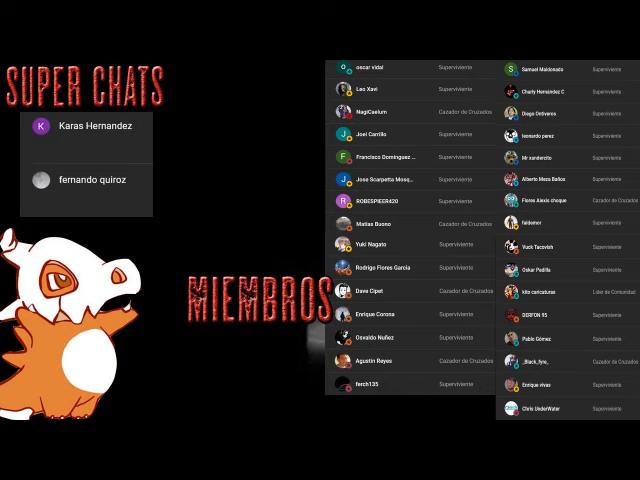 SUPER CHATS
K Karas Hernandez
fernando quiroz
MIEMBROS
oscar vidal Superviviente
Leo Xavi Superviviente
NagiCaelum Cazador de Cruzados
Joel Carrillo Superviviente
Francisco Dominguez ... Superviviente
Jose Scarpetta Mosq... Superviviente
ROBESPIEER420 Superviviente
Matias Buono Cazador de Cruzados
Yuki Nagato Superviviente
Rodrigo Flores Garcia Superviviente
Dave Cipet Cazador de Cruzados
Enrique Corona Superviviente
Osvaldo Nuñez Superviviente
Agustin Reyes Cazador de Cruzados
ferch135 Superviviente
Samuel Maldonado Superviviente
Charly Hernández C Superviviente
Diego Ontiveros Superviviente
leonardo perez Superviviente
Mr xandercito Superviviente
Alberto Meza Baños Superviviente
Flores Alexis choque Cazador de Cruzados
faldemor Superviviente
Yuck Tacovish Superviviente
Oskar Padilla Superviviente
kito caricaturas Líder de Comunidad
DERFON 95 Superviviente
Pablo Gómez Superviviente
_Black_fyre_ Cazador de Cruzados
Enrique vivas Superviviente
Chris UnderWater Superviviente